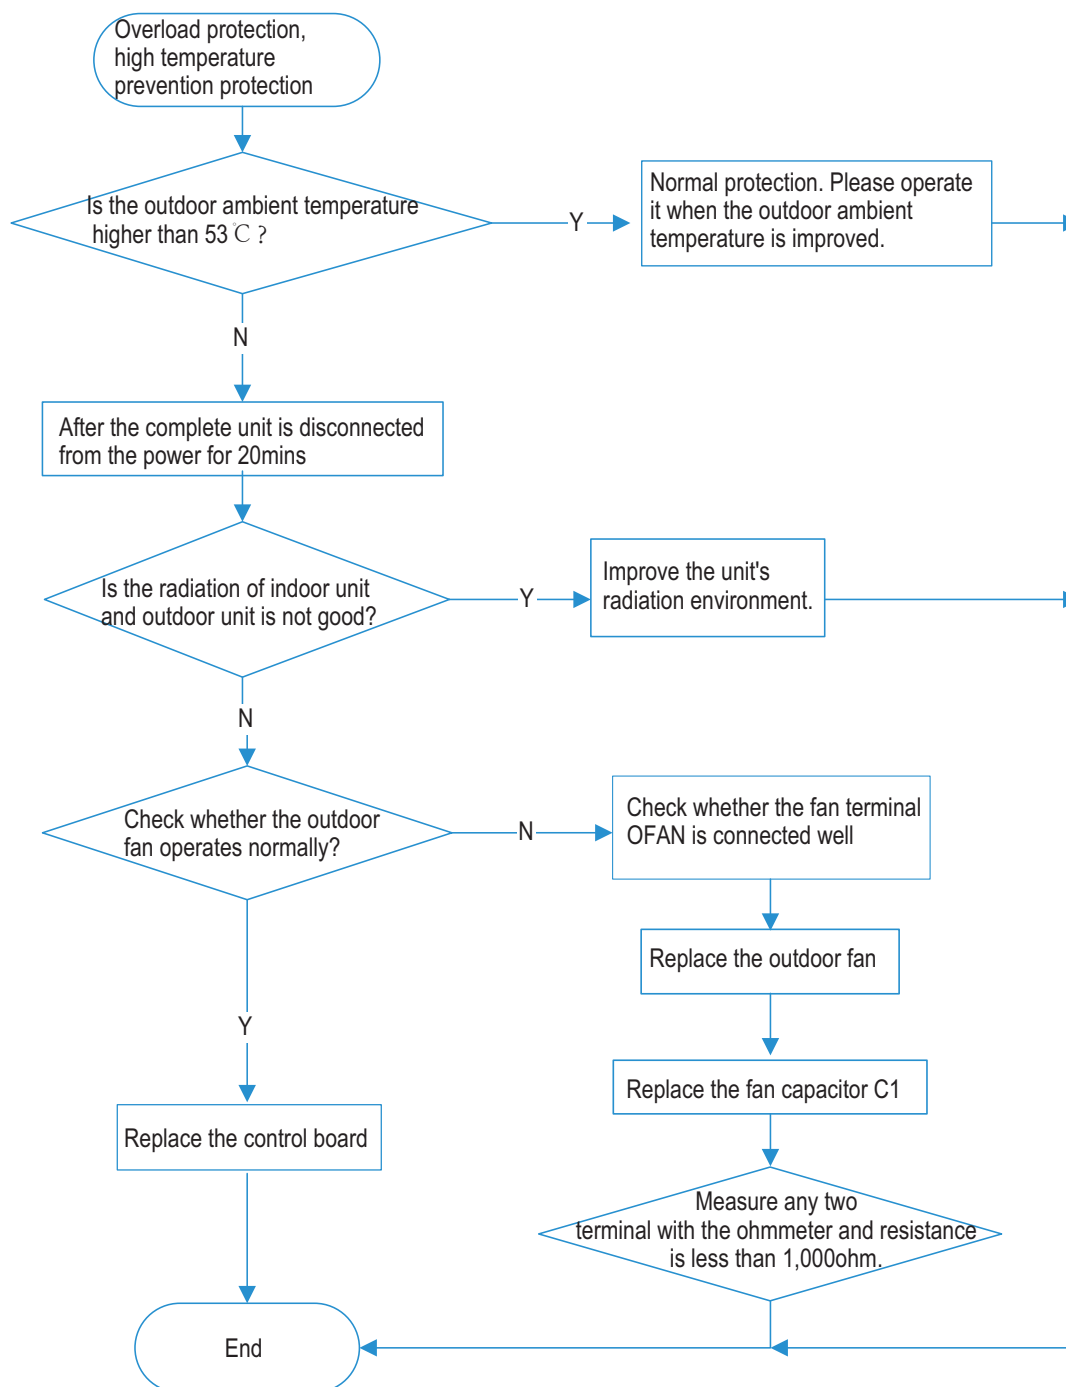 Overload protection,
high temperature
prevention protection
Is the outdoor ambient temperature
higher than 53℃ ?
Y
Normal protection. Please operate
it when the outdoor ambient
temperature is improved.
N
After the complete unit is disconnected
from the power for 20mins
Is the radiation of indoor unit
and outdoor unit is not good?
Y
Improve the unit's
radiation environment.
N
Check whether the outdoor
fan operates normally?
N
Check whether the fan terminal
OFAN is connected well
Replace the outdoor fan
Y
Replace the fan capacitor C1
Replace the control board
Measure any two
terminal with the ohmmeter and resistance
is less than 1,000ohm.
End